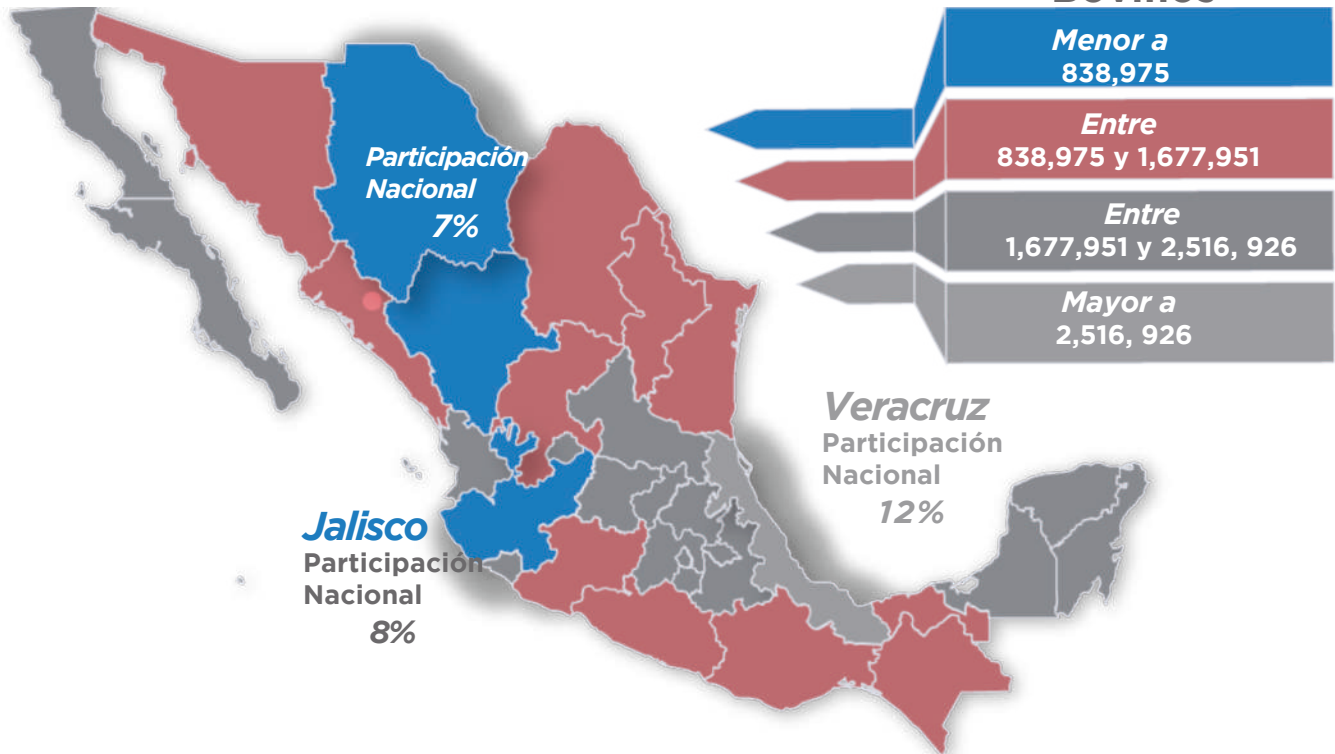 Menor a
838,975
Entre
838,975 y 1,677,951
Entre
1,677,951 y 2,516, 926
Mayor a
2,516, 926
Participación
Nacional
7%
Veracruz
Participación
Nacional
12%
Jalisco
Participación
Nacional
8%